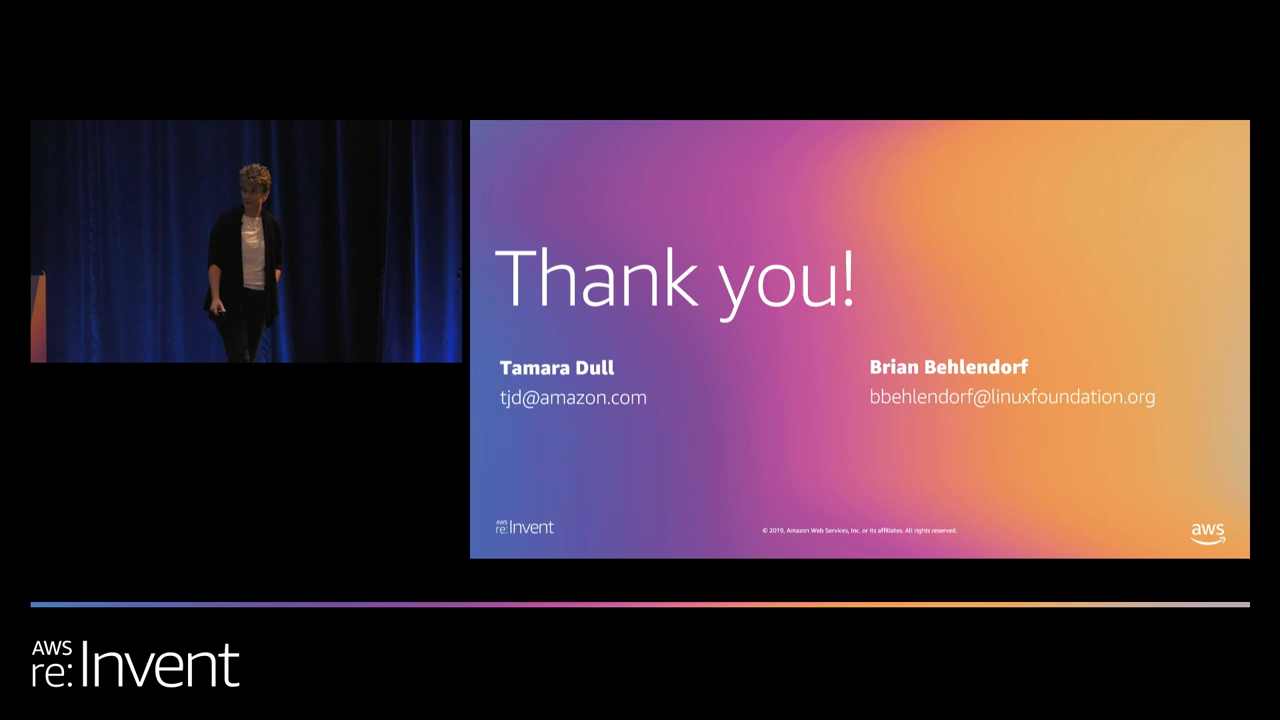 Thank you!
Tamara Dull
tjd@amazon.com
Brian Behlendorf
bbehlendorf@linuxfoundation.org
AWS
re:Invent
© 2019, Amazon Web Services, Inc. or its affiliates. All rights reserved.
aws
AWS
re:Invent